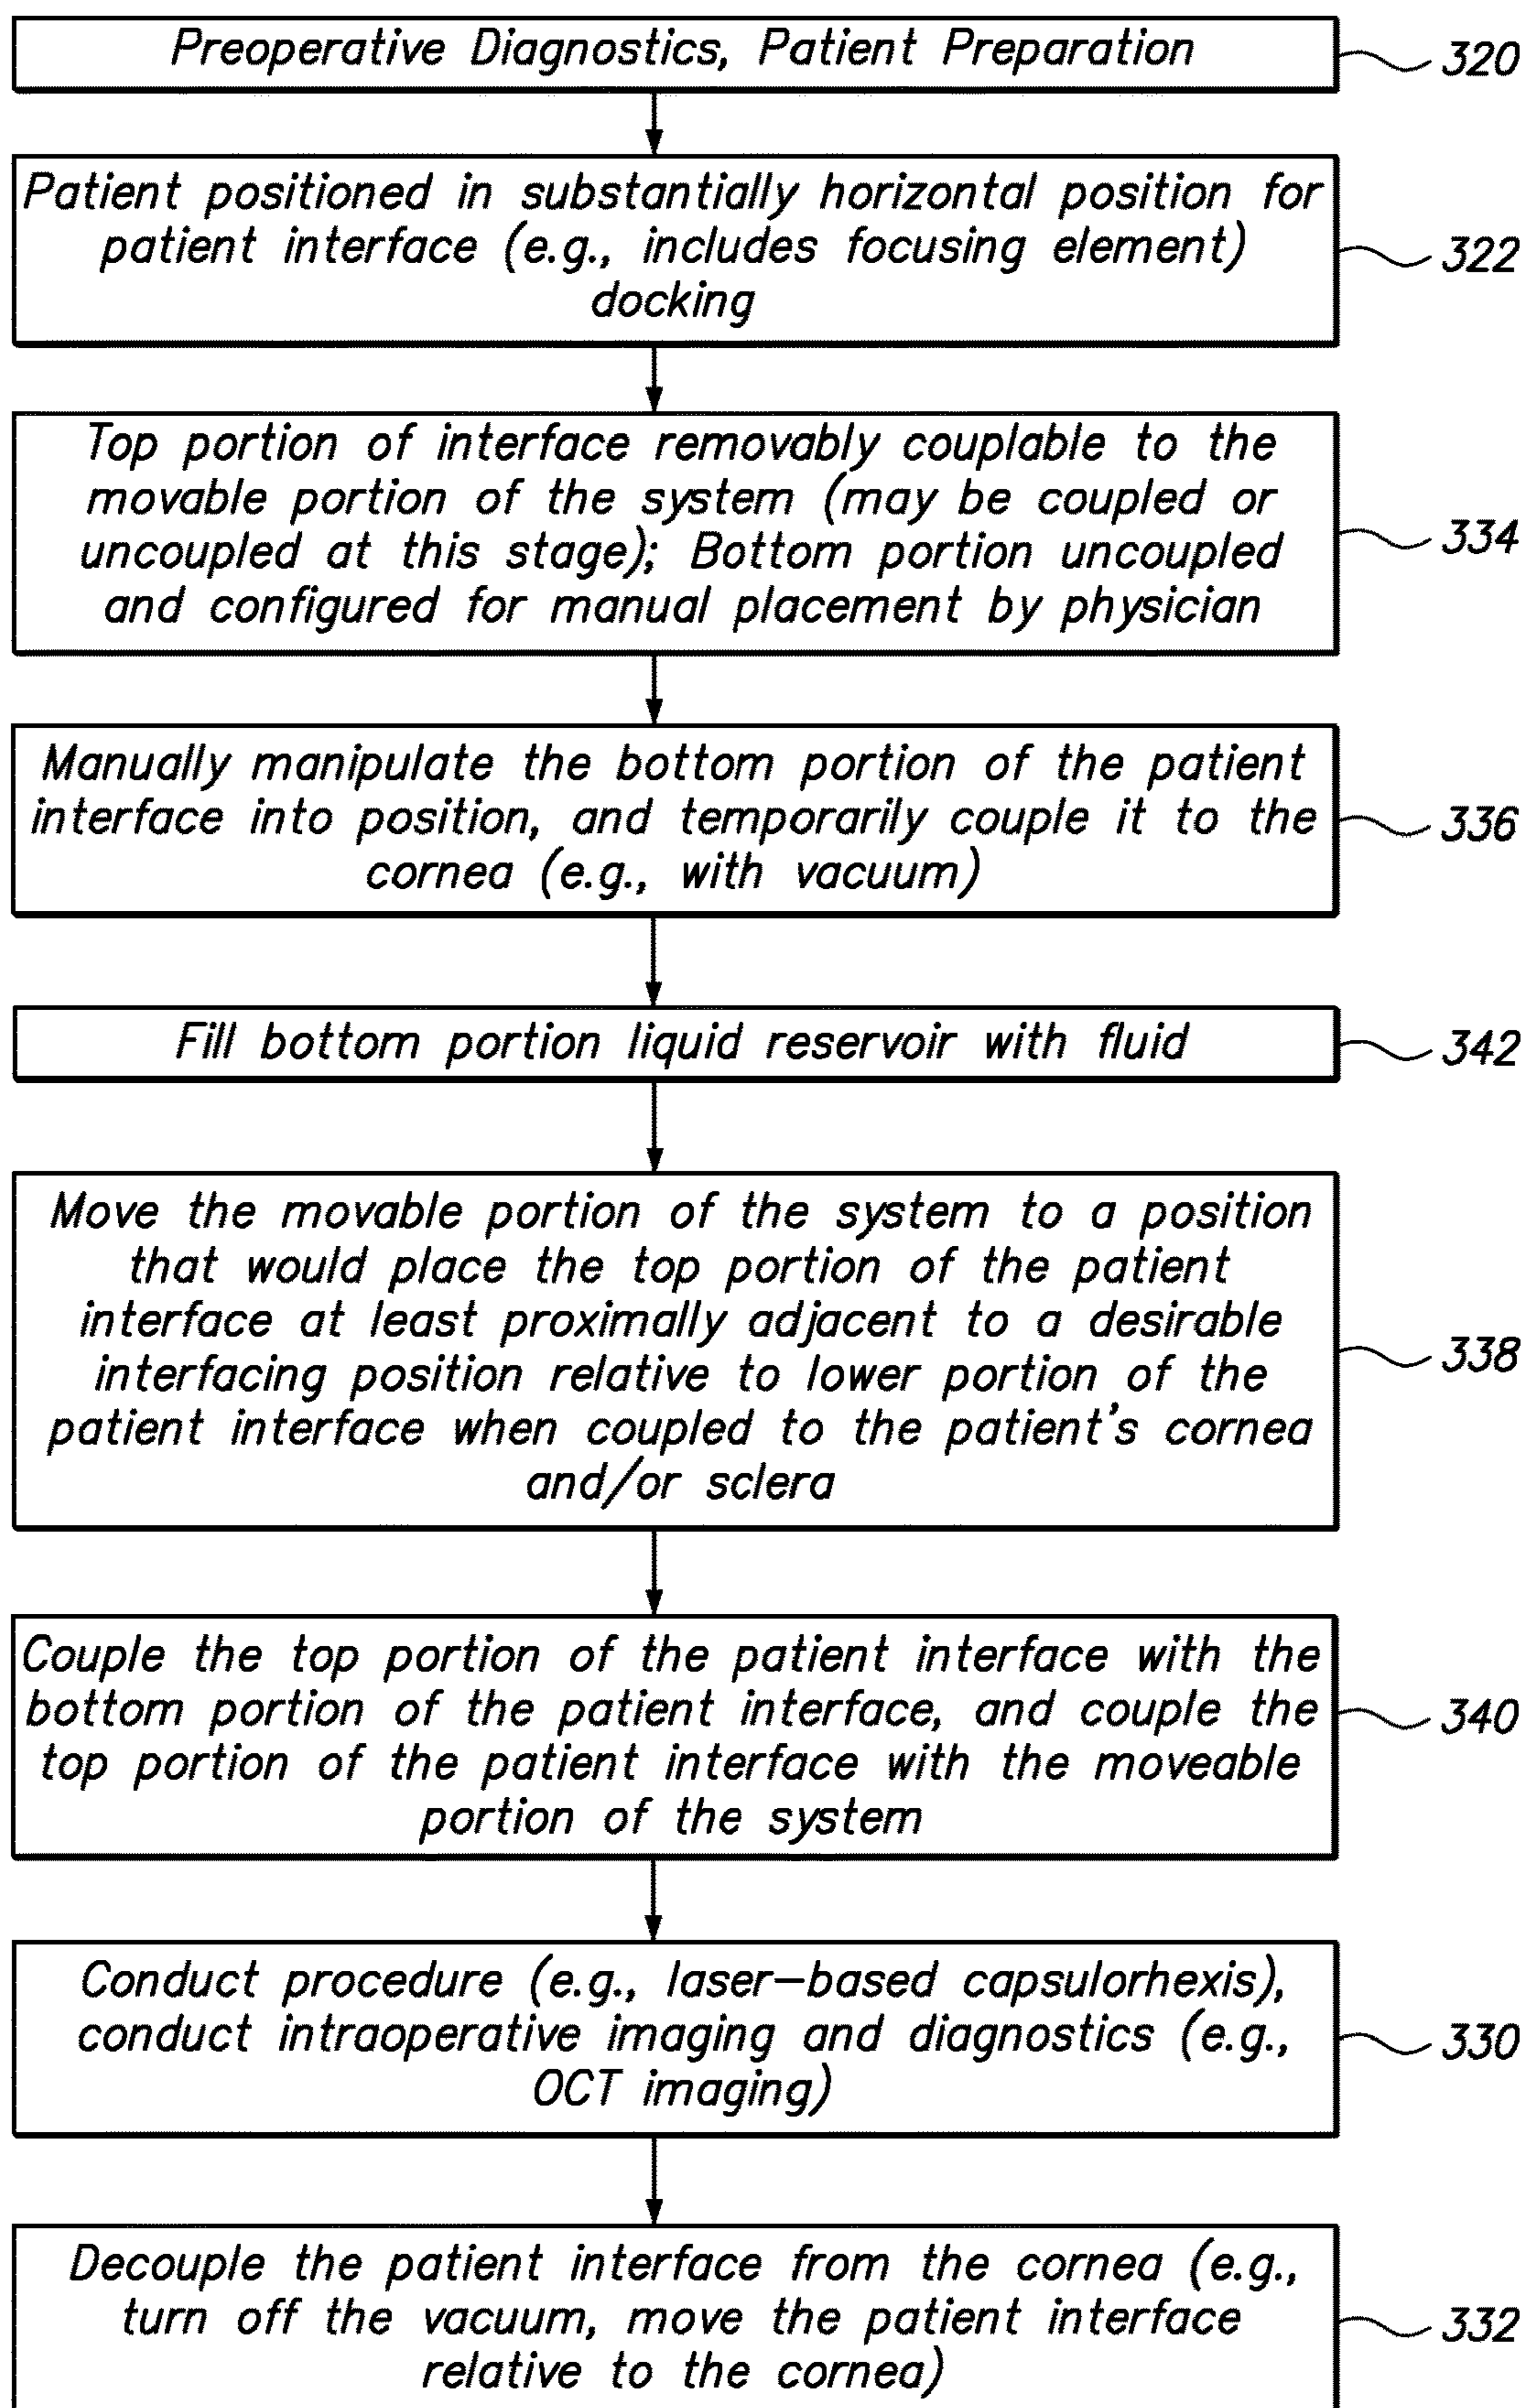 Preoperative Diagnostics, Patient Preparation
320
Patient positioned in substantially horizontal position for
patient interface (e.g., includes focusing element)
docking
322
Top portion of interface removably couplable to the
movable portion of the system (may be coupled or
uncoupled at this stage); Bottom portion uncoupled
and configured for manual placement by physician
334
Manually manipulate the bottom portion of the patient
interface into position, and temporarily couple it to the
cornea (e.g., with vacuum)
336
Fill bottom portion liquid reservoir with fluid
342
Move the movable portion of the system to a position
that would place the top portion of the patient
interface at least proximally adjacent to a desirable
interfacing position relative to lower portion of the
patient interface when coupled to the patient's cornea
and/or sclera
338
Couple the top portion of the patient interface with the
bottom portion of the patient interface, and couple the
top portion of the patient interface with the moveable
portion of the system
340
Conduct procedure (e.g., laser-based capsulorhexis),
conduct intraoperative imaging and diagnostics (e.g.,
OCT imaging)
330
Decouple the patient interface from the cornea (e.g.,
turn off the vacuum, move the patient interface
relative to the cornea)
332